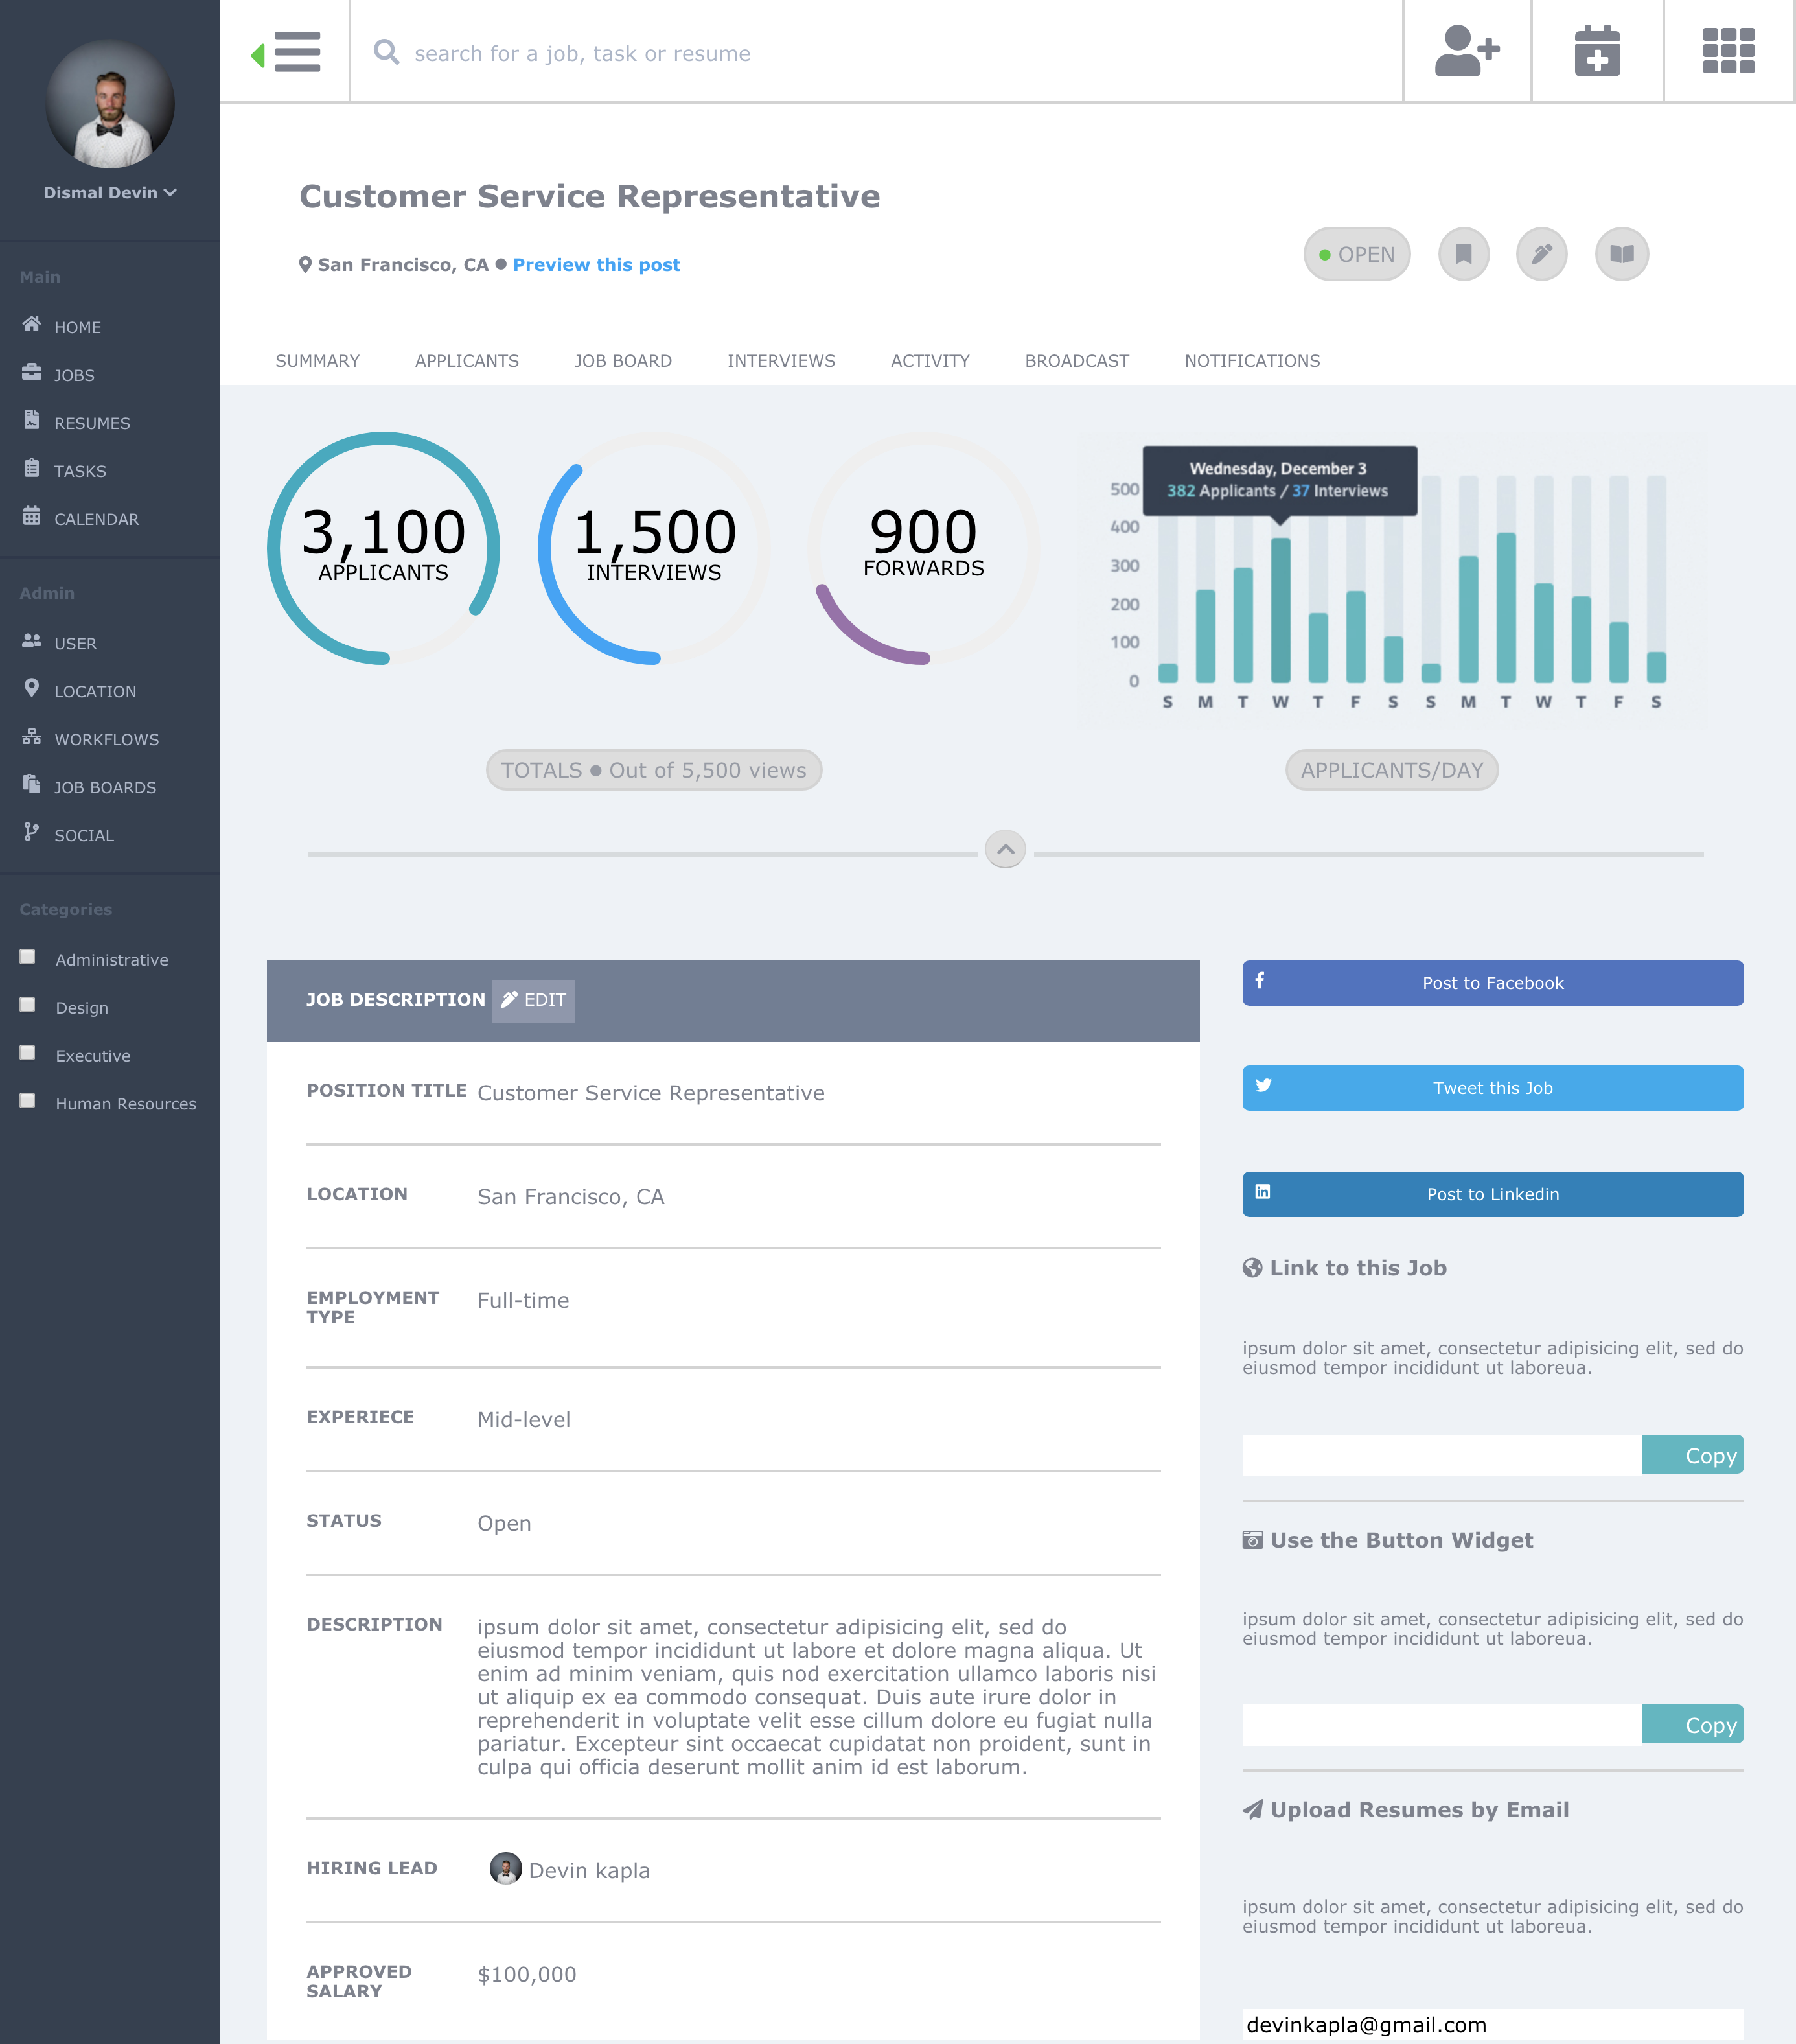 Dismal Devin
Main
HOME
JOBS
RESUMES
TASKS
CALENDAR
Admin
USER
LOCATION
WORKFLOWS
JOB BOARDS
SOCIAL
Categories
Administrative
Design
Executive
Human Resources
search for a job, task or resume
Customer Service Representative
San Francisco, CA ● Preview this post
OPEN
SUMMARY APPLICANTS JOB BOARD INTERVIEWS ACTIVITY BROADCAST NOTIFICATIONS
3,100
APPLICANTS
1,500
INTERVIEWS
900
FORWARDS
TOTALS ● Out of 5,500 views
Wednesday, December 3
382 Applicants / 37 Interviews
500
400
300
200
100
0
S M T W T F S S M T W T F S
APPLICANTS/DAY
JOB DESCRIPTION EDIT
POSITION TITLE Customer Service Representative
LOCATION San Francisco, CA
EMPLOYMENT Full-time
TYPE
EXPERIECE Mid-level
STATUS Open
DESCRIPTION ipsum dolor sit amet, consectetur adipisicing elit, sed do
eiusmod tempor incididunt ut labore et dolore magna aliqua. Ut
enim ad minim veniam, quis nod exercitation ullamco laboris nisi
ut aliquip ex ea commodo consequat. Duis aute irure dolor in
reprehenderit in voluptate velit esse cillum dolore eu fugiat nulla
pariatur. Excepteur sint occaecat cupidatat non proident, sunt in
culpa qui officia deserunt mollit anim id est laborum.
HIRING LEAD Devin kapla
APPROVED $100,000
SALARY
Post to Facebook
Tweet this Job
Post to Linkedin
Link to this Job
ipsum dolor sit amet, consectetur adipisicing elit, sed do
eiusmod tempor incididunt ut laboreua.
Copy
Use the Button Widget
ipsum dolor sit amet, consectetur adipisicing elit, sed do
eiusmod tempor incididunt ut laboreua.
Copy
Upload Resumes by Email
ipsum dolor sit amet, consectetur adipisicing elit, sed do
eiusmod tempor incididunt ut laboreua.
devinkapla@gmail.com